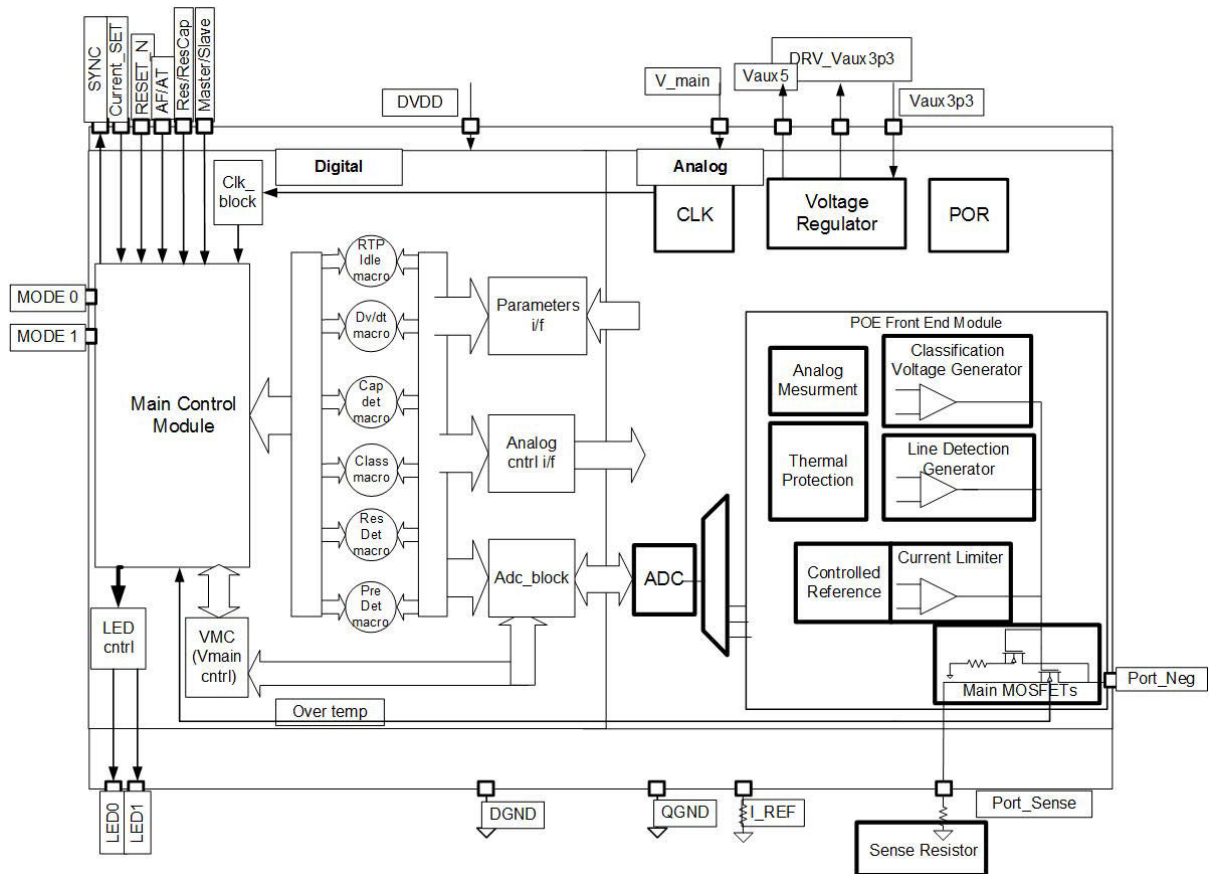 SYNC
Current_SET
RESET_N
AF/AT
Res/ResCap
Master/Slave
DVDD
V_main
DRV_Vaux3p3
Vaux5
Vaux3p3
Digital
Analog
Clk_
block
CLK
Voltage
Regulator
POR
MODE 0
MODE 1
Main Control
Module
RTP
Idle
macro
Dv/dt
macro
Cap
det
macro
Class
macro
Res
Det
macro
Pre
Det
macro
Parameters
i/f
Analog
cntrl i/f
Adc_block
ADC
POE Front End Module
Analog
Mesurment
Classification
Voltage Generator
Thermal
Protection
Line Detection
Generator
Controlled
Reference
Current Limiter
Main MOSFETs
Port_Neg
LED
cntrl
VMC
(Vmain
cntrl)
Over temp
LED0
LED1
DGND
QGND
I_REF
Port_Sense
Sense Resistor